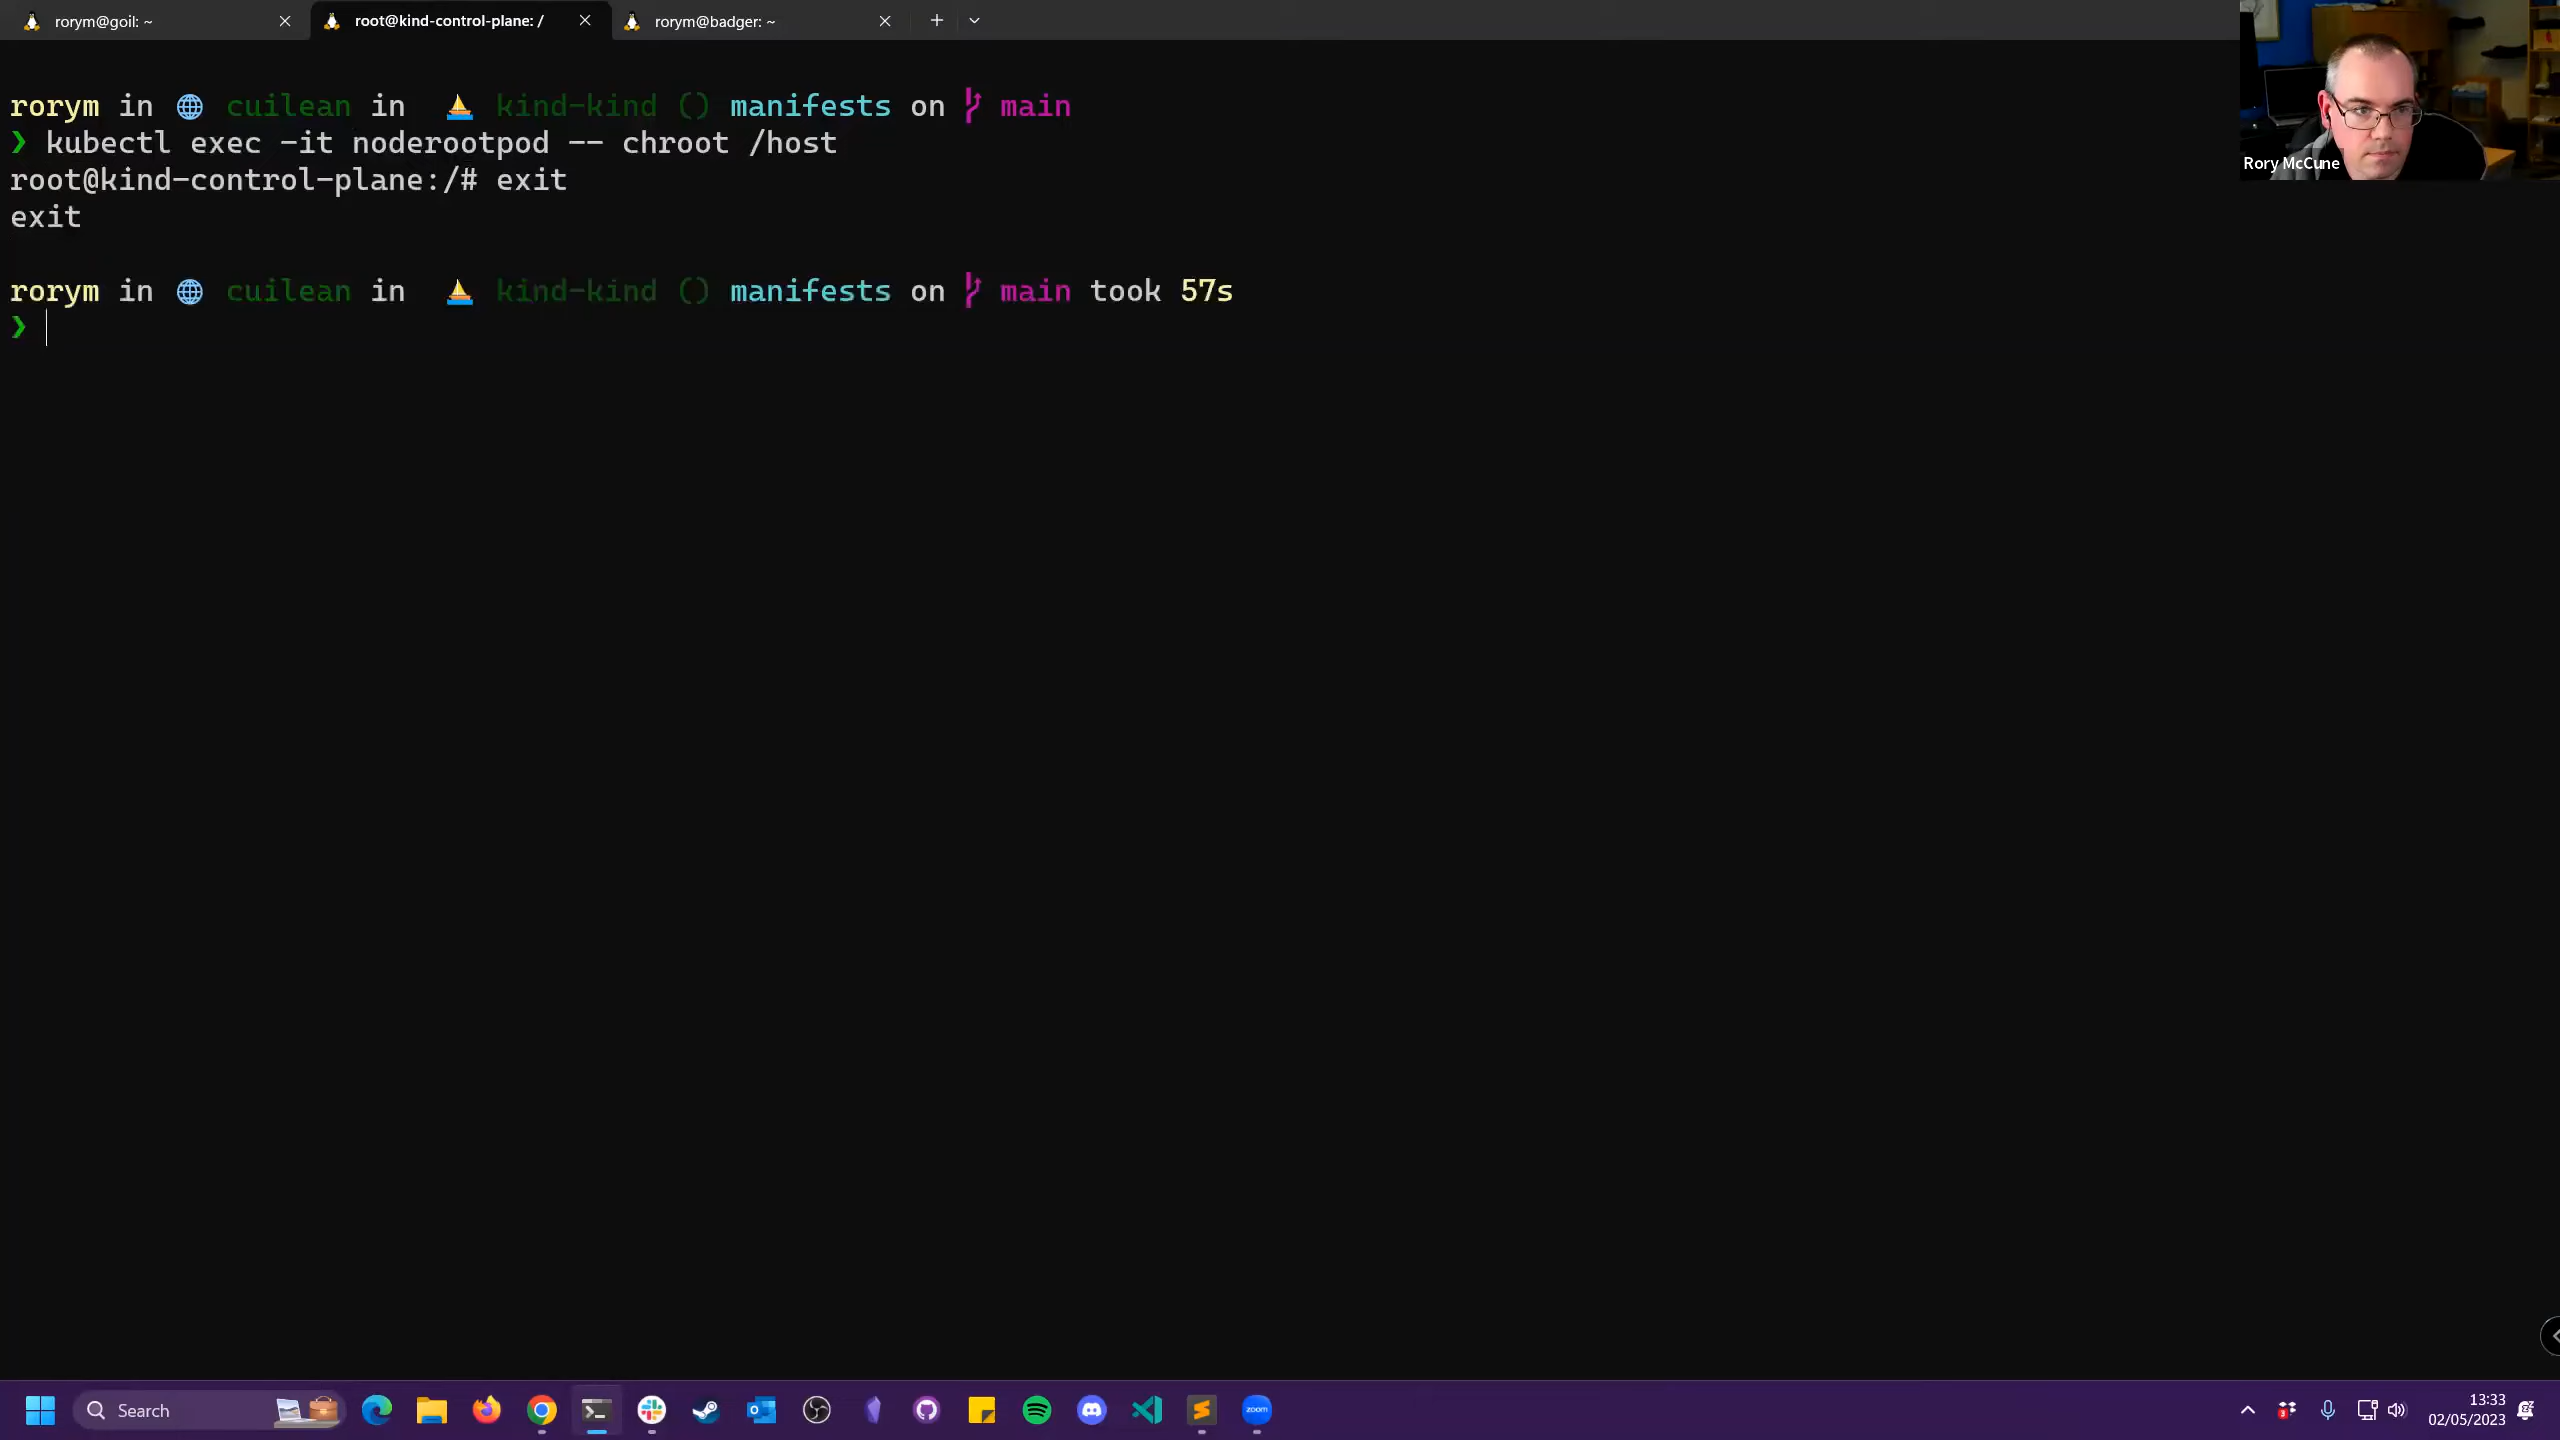 rorym@goil: ~
root@kind-control-plane: /
rorym@badger: ~
rorym in 🌐 cuilean in ⛵ kind-kind () manifests on main
❯ kubectl exec -it noderootpod -- chroot /host
root@kind-control-plane:/# exit
exit
rorym in 🌐 cuilean in ⛵ kind-kind () manifests on main took 57s
❯
Rory McCune
Search
zoom
13:33
02/05/2023